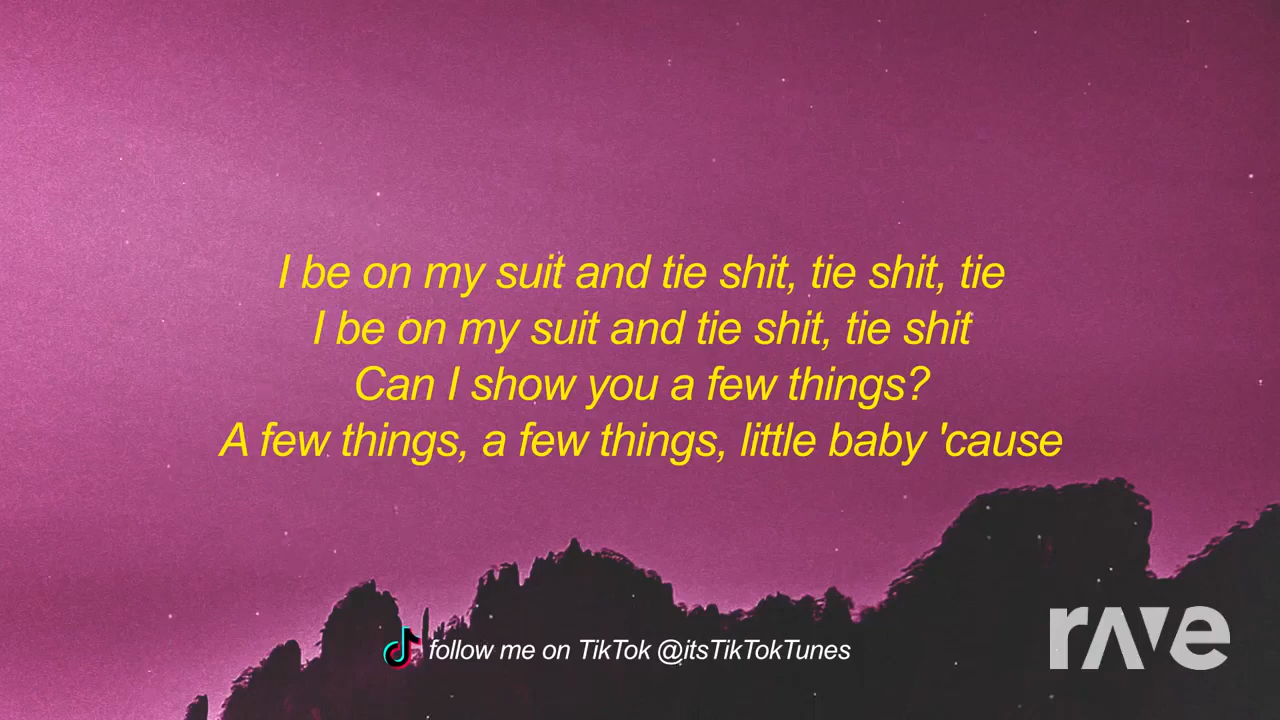 I be on my suit and tie shit, tie shit, tie
I be on my suit and tie shit, tie shit
Can I show you a few things?
A few things, a few things, little baby 'cause
follow me on TikTok @itsTikTokTunes
rave